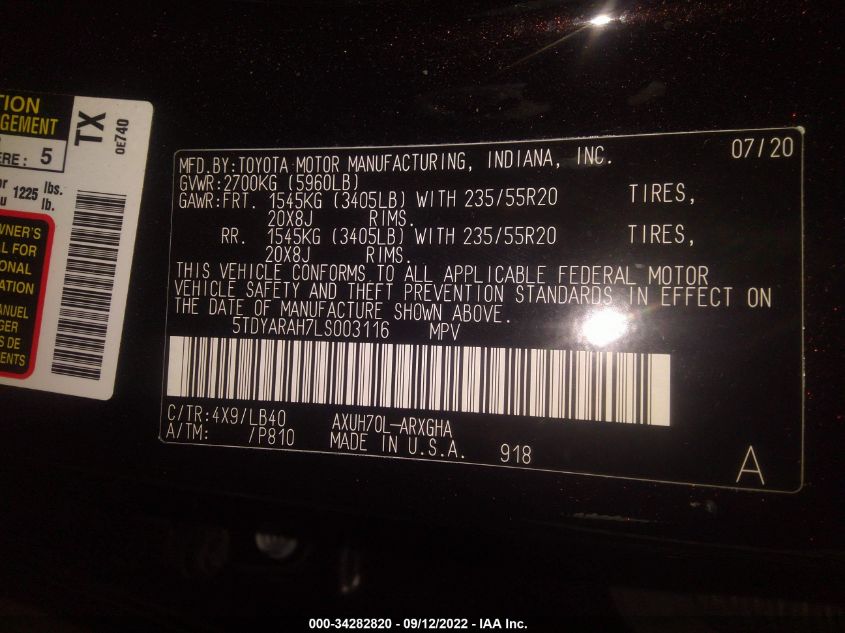 TION
GEMENT
ERE: 5
or 1225 lbs.
u lb.
WNER'S
L FOR
ONAL
ATION
ANUEL
GER
DE
ENTS
TX
0E740
MFD.BY:TOYOTA MOTOR MANUFACTURING, INDIANA, INC. 07/20
GVWR:2700KG (5960LB)
GAWR:FRT. 1545KG (3405LB) WITH 235/55R20 TIRES,
20X8J RIMS.
RR. 1545KG (3405LB) WITH 235/55R20 TIRES,
20X8J RIMS.
THIS VEHICLE CONFORMS TO ALL APPLICABLE FEDERAL MOTOR
VEHICLE SAFETY AND THEFT PREVENTION STANDARDS IN EFFECT ON
THE DATE OF MANUFACTURE SHOWN ABOVE.
5TDYARAH7LS003116 MPV
C/TR:4X9/LB40 AXUH70L-ARXGHA
A/TM: /P810 MADE IN U.S.A. 918
A
000-34282820 - 09/12/2022 - IAA Inc.